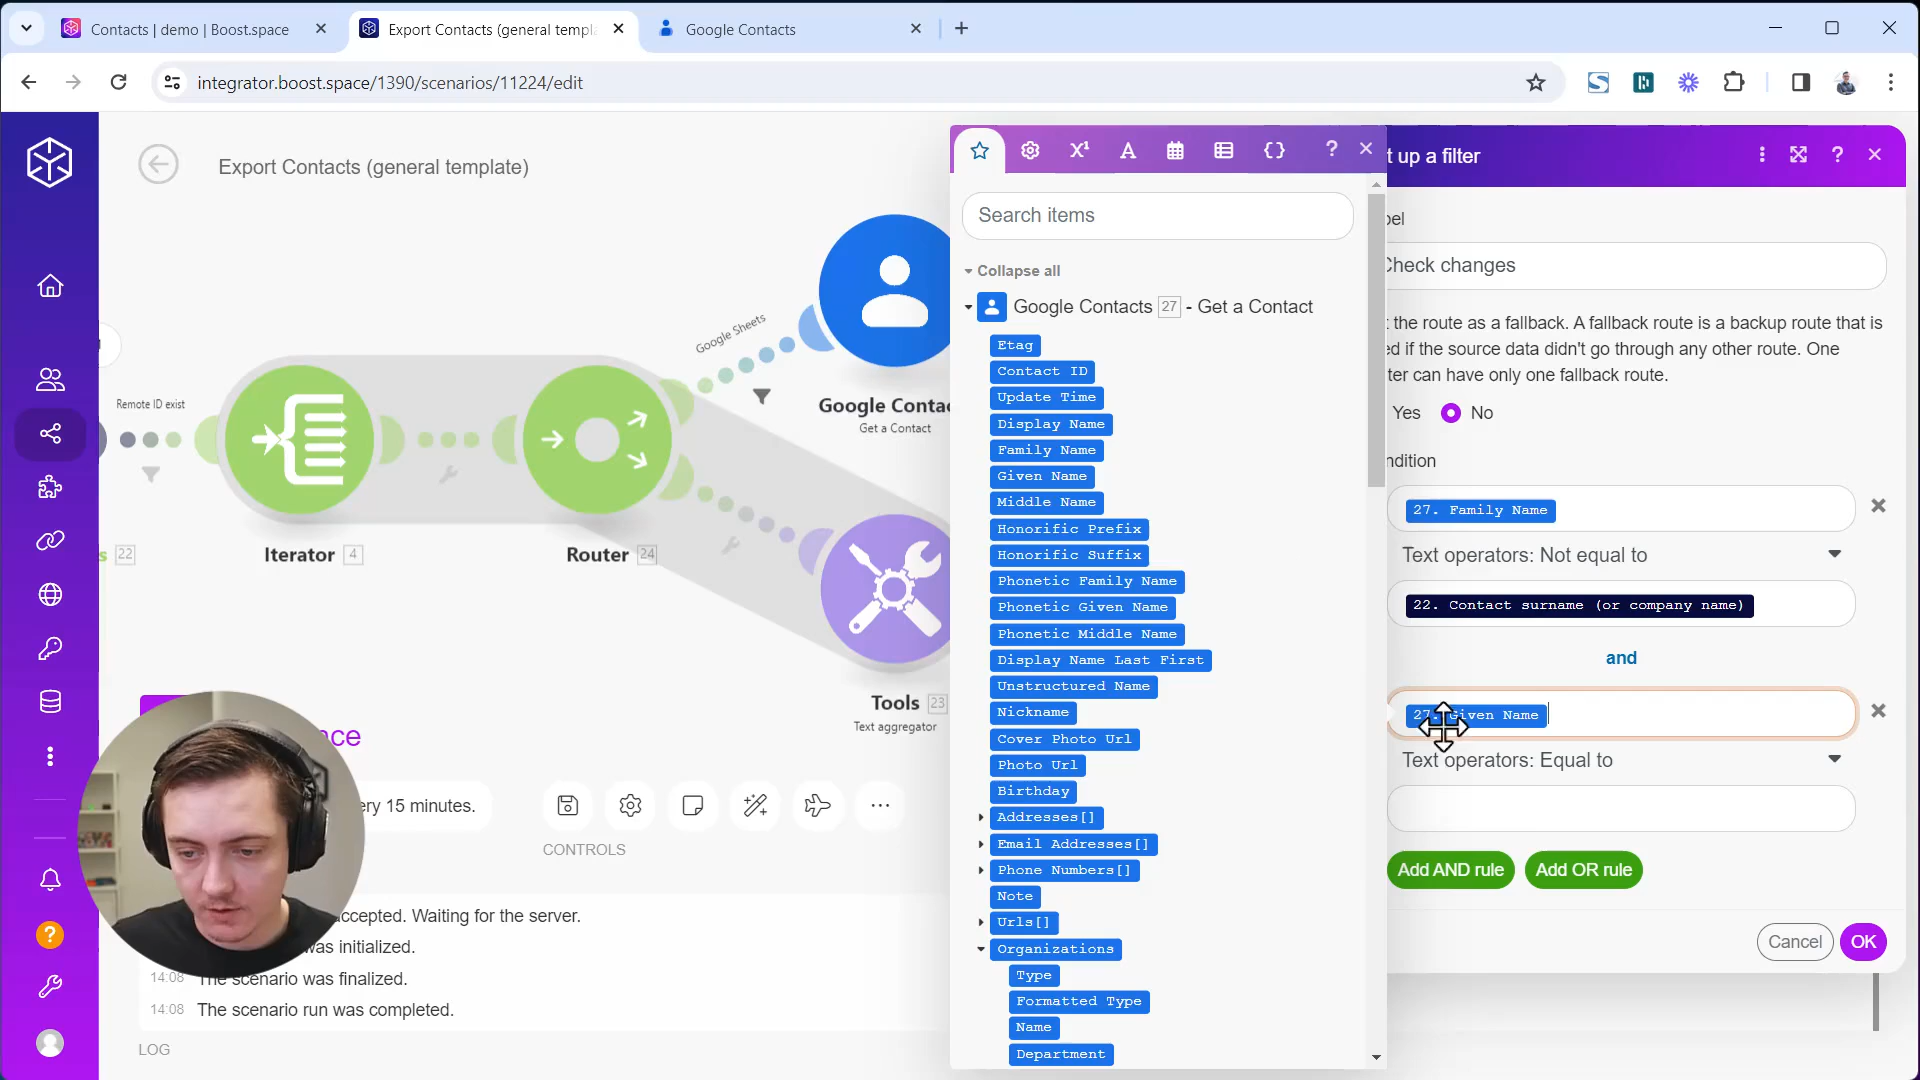 Contacts | demo | Boost.space
Export Contacts (general templ
Google Contacts
integrator.boost.space/1390/scenarios/11224/edit
Export Contacts (general template)
Remote ID exist
Google Sheets
Google Contac
Get a Contact
s 22
Iterator 4
Router 24
Tools 23
Text aggregator
ace
ery 15 minutes.
CONTROLS
accepted. Waiting for the server.
was initialized.
14:08 The scenario was finalized.
14:08 The scenario run was completed.
LOG
Search items
Collapse all
Google Contacts 27 - Get a Contact
Etag
Contact ID
Update Time
Display Name
Family Name
Given Name
Middle Name
Honorific Prefix
Honorific Suffix
Phonetic Family Name
Phonetic Given Name
Phonetic Middle Name
Display Name Last First
Unstructured Name
Nickname
Cover Photo Url
Photo Url
Birthday
Addresses[]
Email Addresses[]
Phone Numbers[]
Note
Urls[]
Organizations
Type
Formatted Type
Name
Department
t up a filter
bel
Check changes
t the route as a fallback. A fallback route is a backup route that is
ed if the source data didn't go through any other route. One
ter can have only one fallback route.
Yes No
ndition
27. Family Name
Text operators: Not equal to
22. Contact surname (or company name)
and
27. Given Name
Text operators: Equal to
Add AND rule Add OR rule
Cancel OK